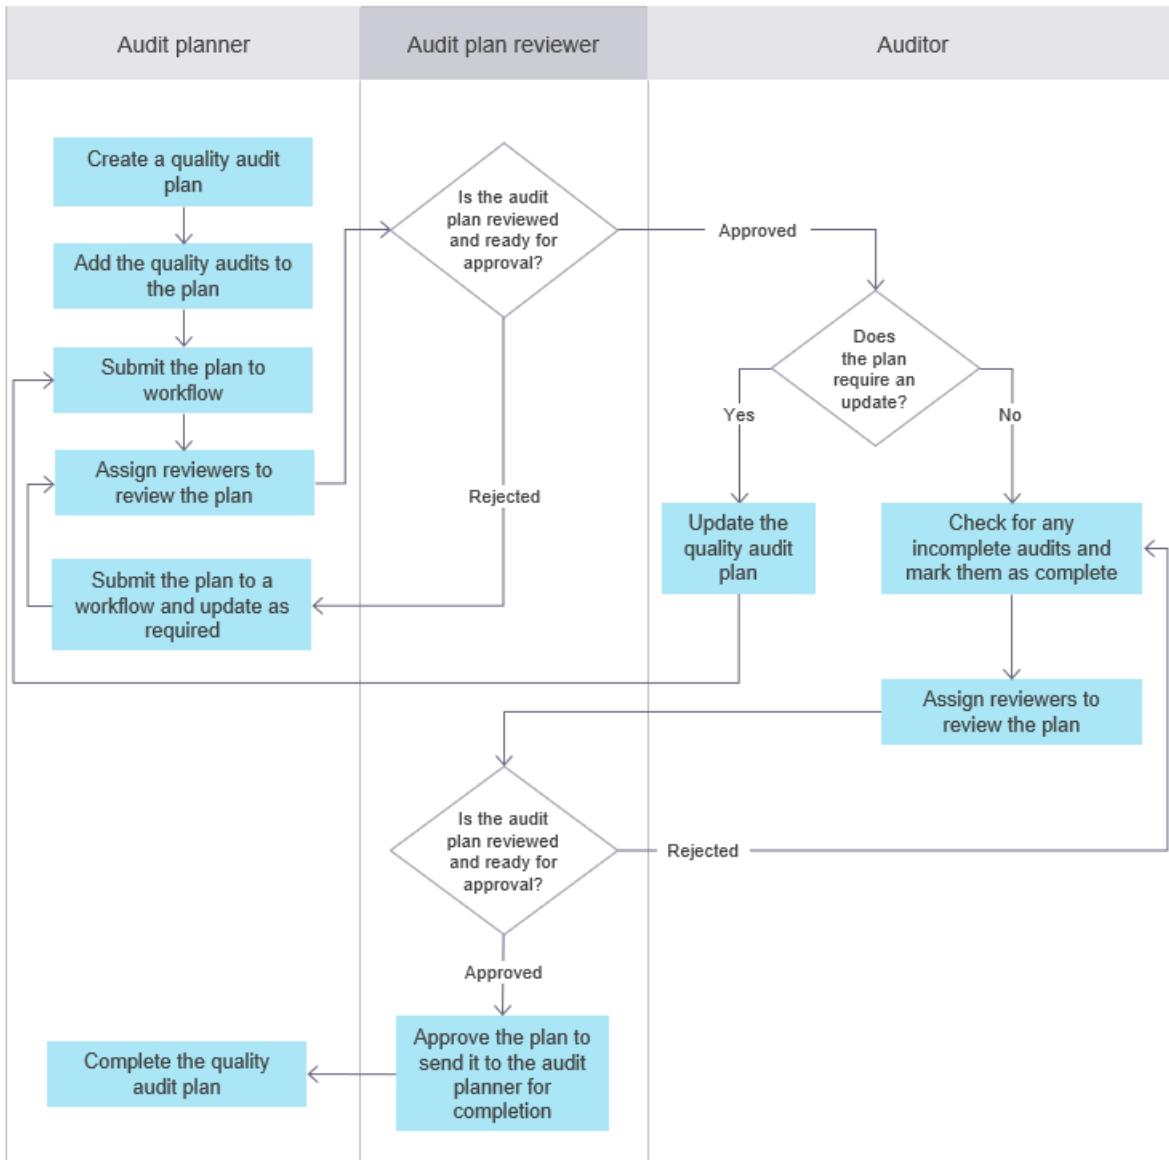 Audit planner
Audit plan reviewer
Auditor
Create a quality audit
plan
Add the quality audits to
the plan
Submit the plan to
workflow
Assign reviewers to
review the plan
Submit the plan to a
workflow and update as
required
Is the audit
plan reviewed
and ready for
approval?
Approved
Rejected
Does
the plan
require an
update?
Yes
No
Update the
quality audit
plan
Check for any
incomplete audits and
mark them as complete
Assign reviewers to
review the plan
Is the audit
plan reviewed
and ready for
approval?
Rejected
Approved
Approve the plan to
send it to the audit
planner for
completion
Complete the quality
audit plan